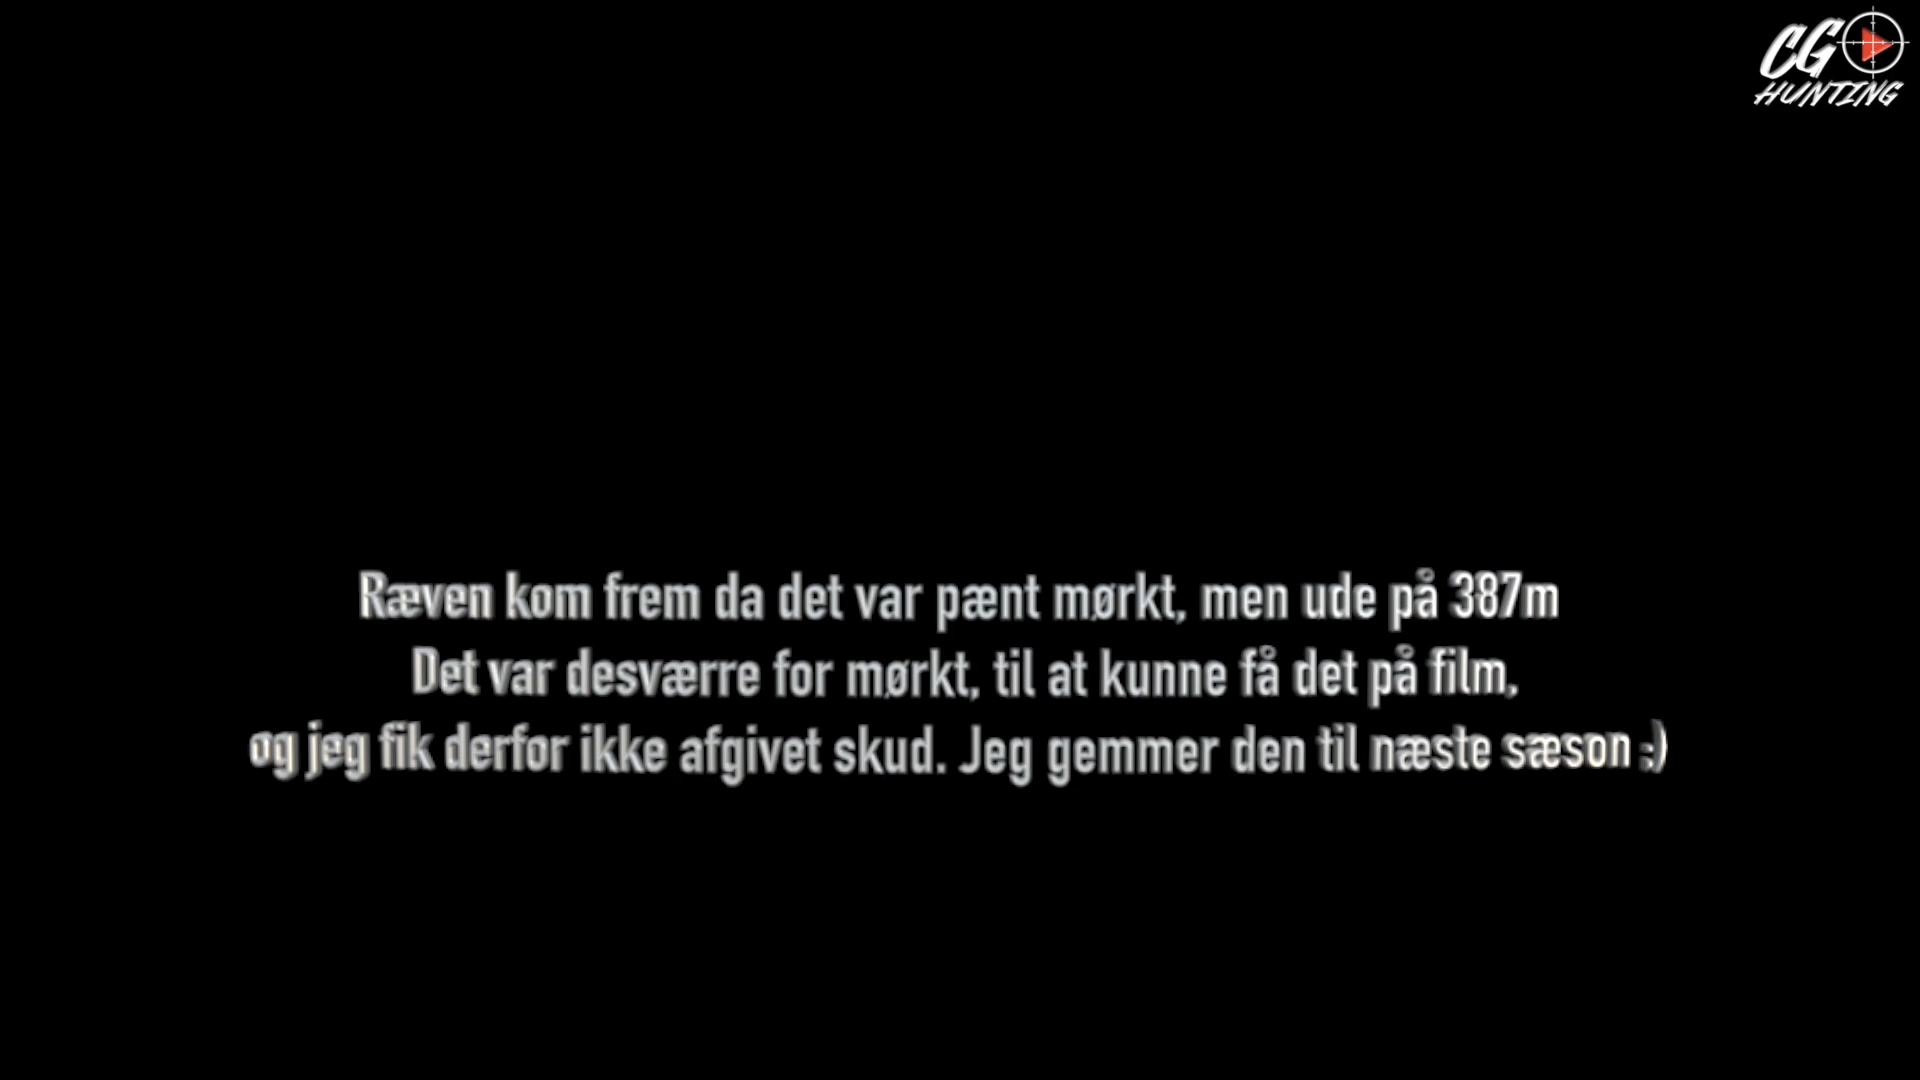 CG
HUNTING
Ræven kom frem da det var pænt mørkt, men ude på 387m
Det var desværre for mørkt, til at kunne få det på film,
og jeg fik derfor ikke afgivet skud. Jeg gemmer den til næste sæson ;)